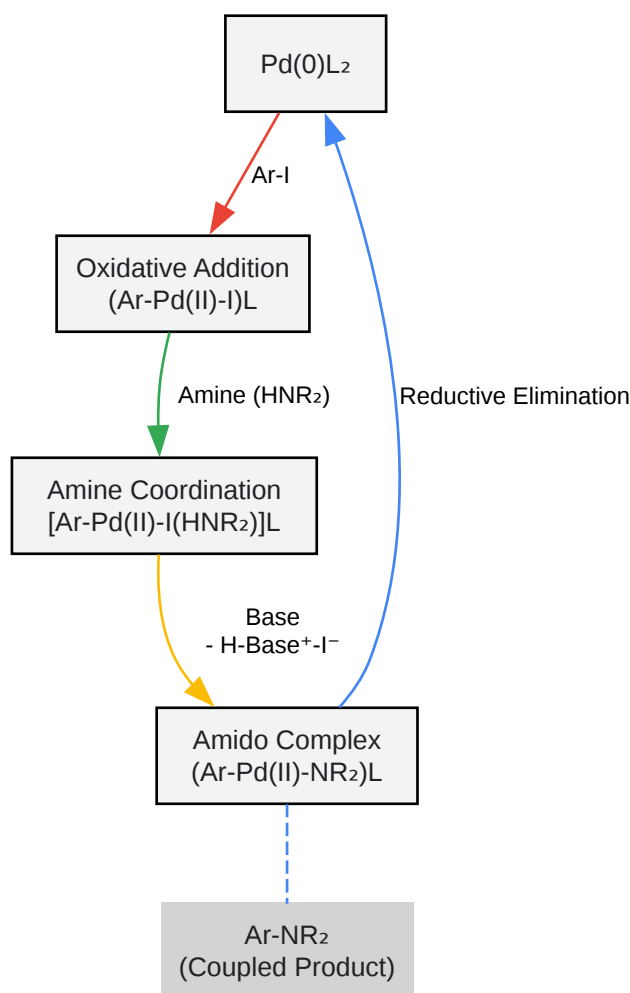 Pd(0)L₂
Ar-I
Oxidative Addition
(Ar-Pd(II)-I)L
Amine (HNR₂)
Reductive Elimination
Amine Coordination
[Ar-Pd(II)-I(HNR₂)]L
Base
- H-Base⁺-I⁻
Amido Complex
(Ar-Pd(II)-NR₂)L
Ar-NR₂
(Coupled Product)